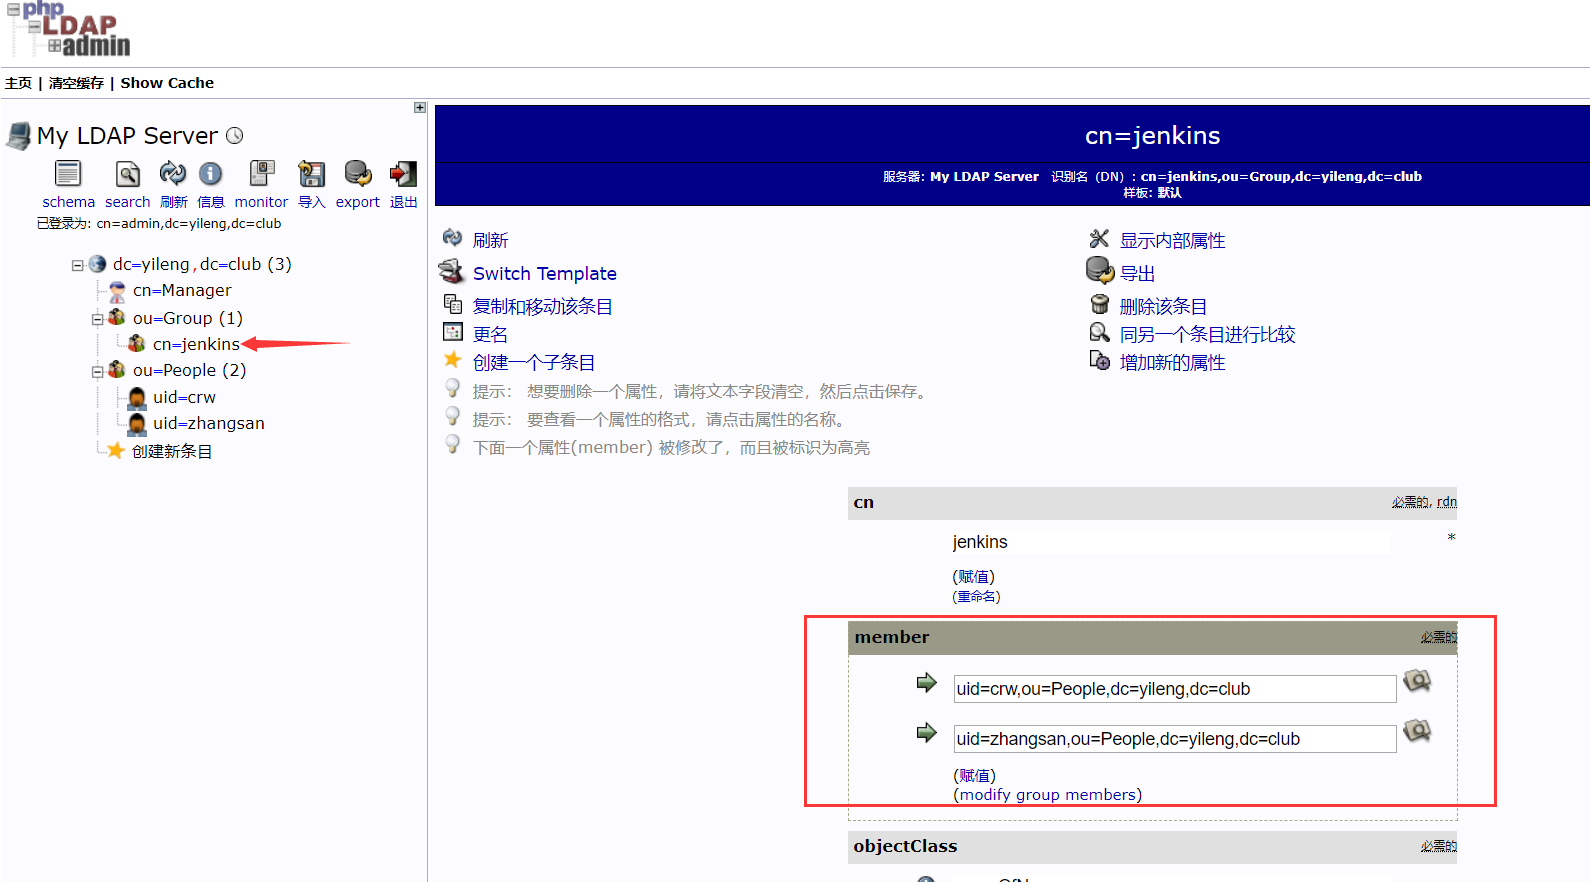 php
LDAP
admin
主页 | 清空缓存 | Show Cache
My LDAP Server
schema search 刷新 信息 monitor 导入 export 退出
已登录为: cn=admin,dc=yileng,dc=club
dc=yileng,dc=club (3)
cn=Manager
ou=Group (1)
cn=jenkins
ou=People (2)
uid=crw
uid=zhangsan
创建新条目
cn=jenkins
服务器: My LDAP Server 识别名（DN）: cn=jenkins,ou=Group,dc=yileng,dc=club
样板: 默认
刷新
Switch Template
复制和移动该条目
更名
创建一个子条目
显示内部属性
导出
删除该条目
同另一个条目进行比较
增加新的属性
提示： 想要删除一个属性，请将文本字段清空，然后点击保存。
提示： 要查看一个属性的格式，请点击属性的名称。
下面一个属性(member) 被修改了，而且被标识为高亮
cn 必需的, rdn
jenkins *
(赋值)
(重命名)
member 必需的
uid=crw,ou=People,dc=yileng,dc=club
uid=zhangsan,ou=People,dc=yileng,dc=club
(赋值)
(modify group members)
objectClass 必需的